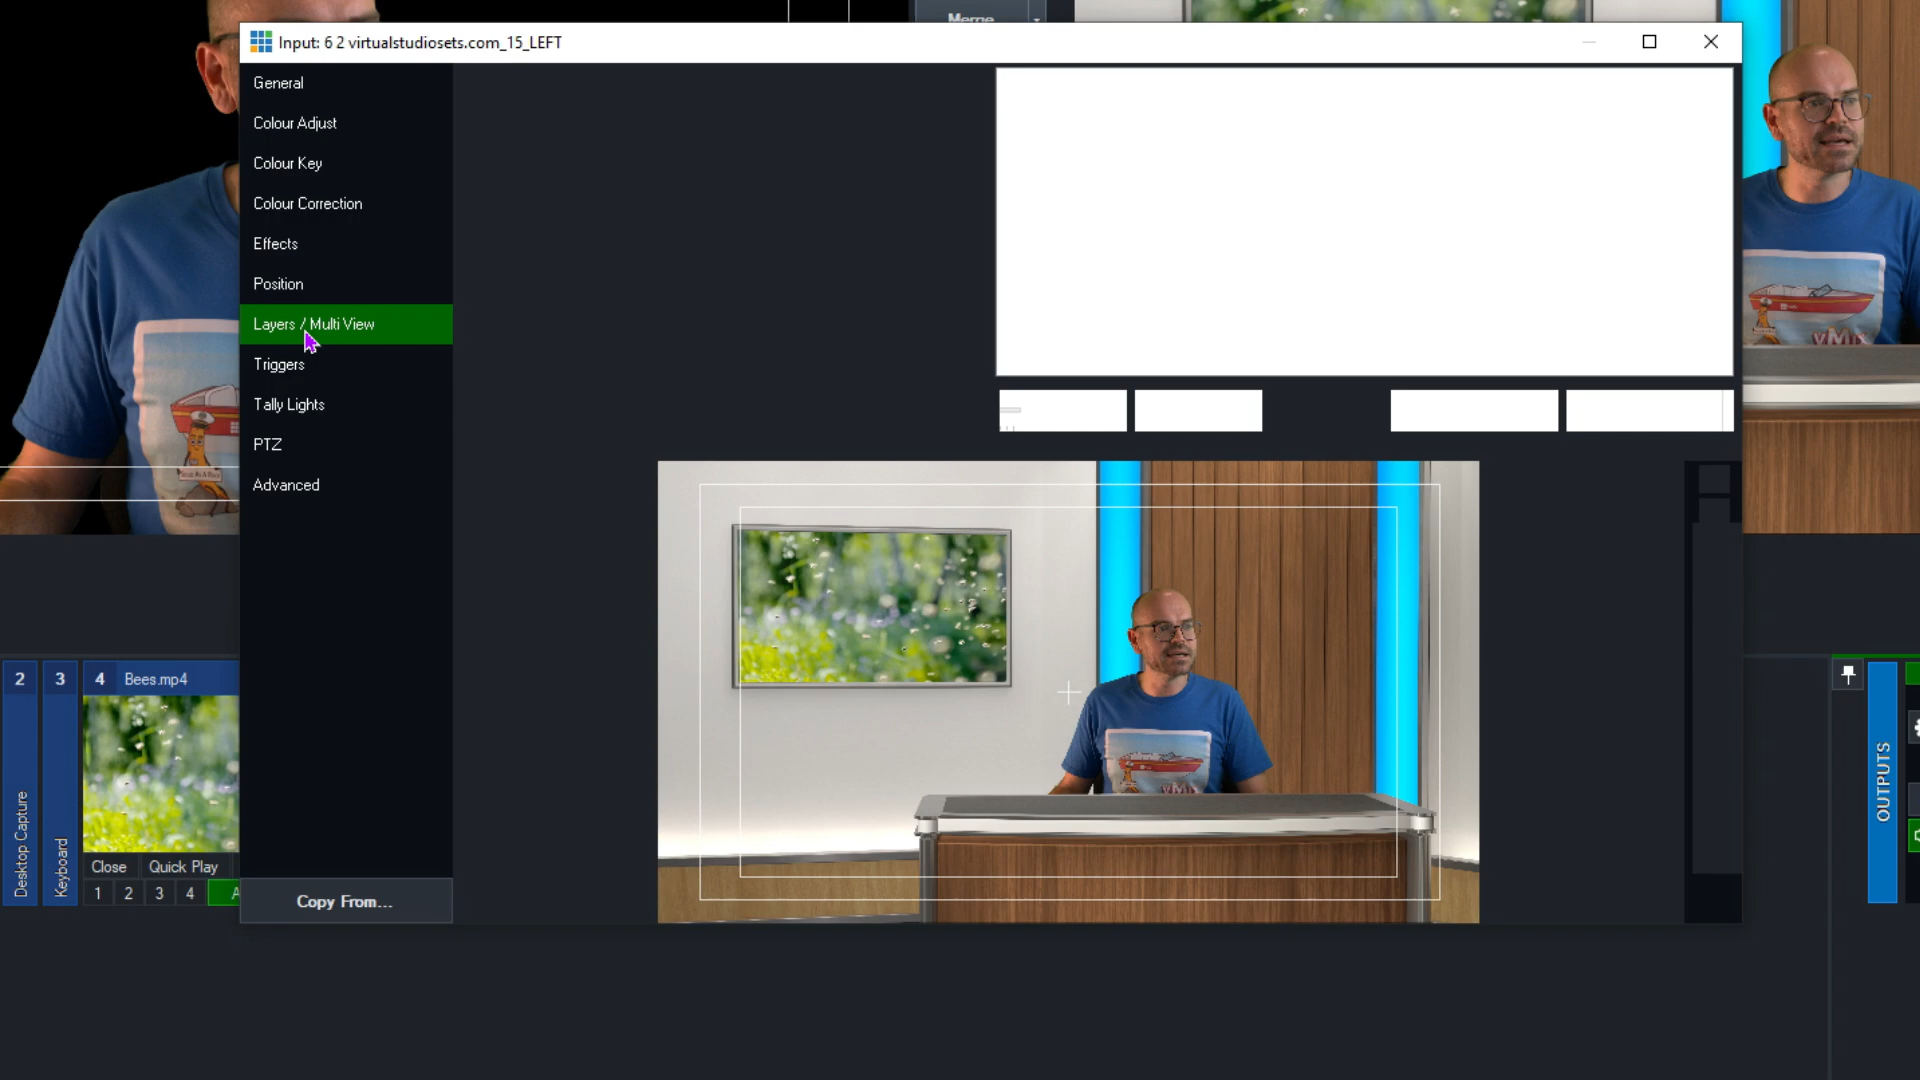 Merge
Input: 6 2 virtualstudiosets.com_15_LEFT
General
Colour Adjust
Colour Key
Colour Correction
Effects
Position
Layers / Multi View
Triggers
Tally Lights
PTZ
Advanced
Copy From...
2
Desktop Capture
3
Keyboard
4 Bees.mp4
Close Quick Play
1 2 3 4 A
OUTPUTS
vMix